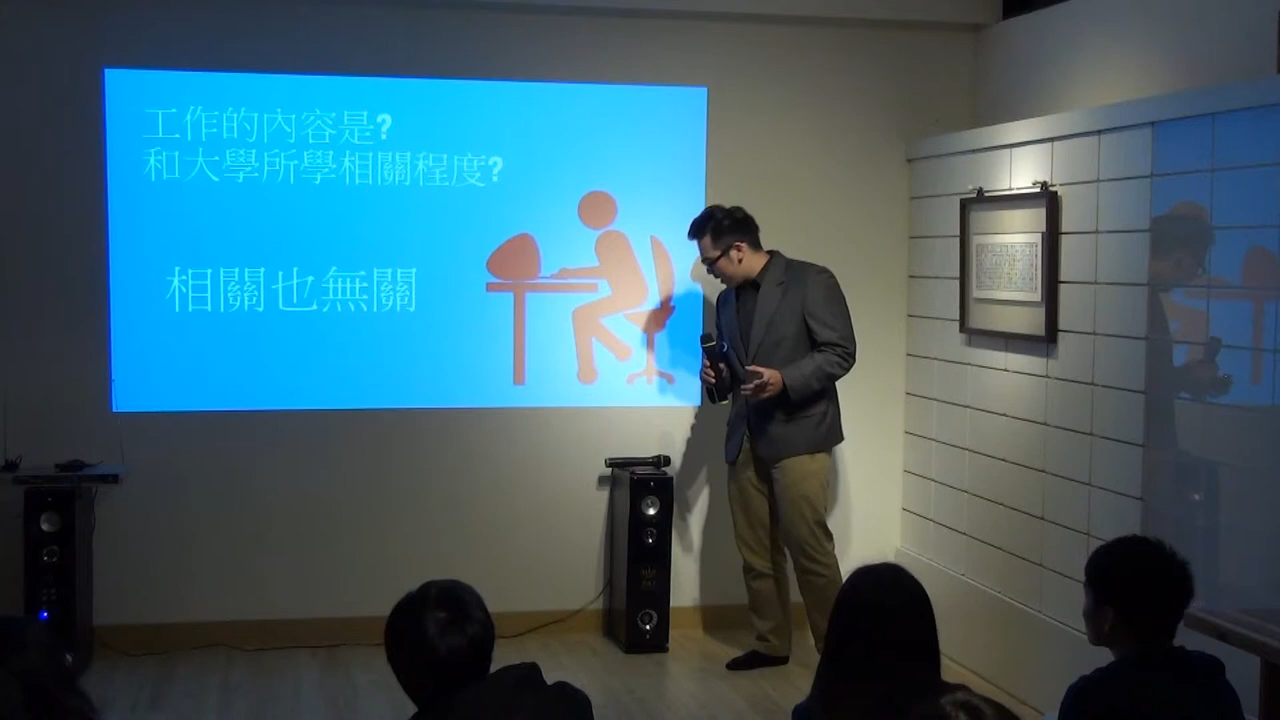 工作的內容是?
和大學所學相關程度?
相關也無關